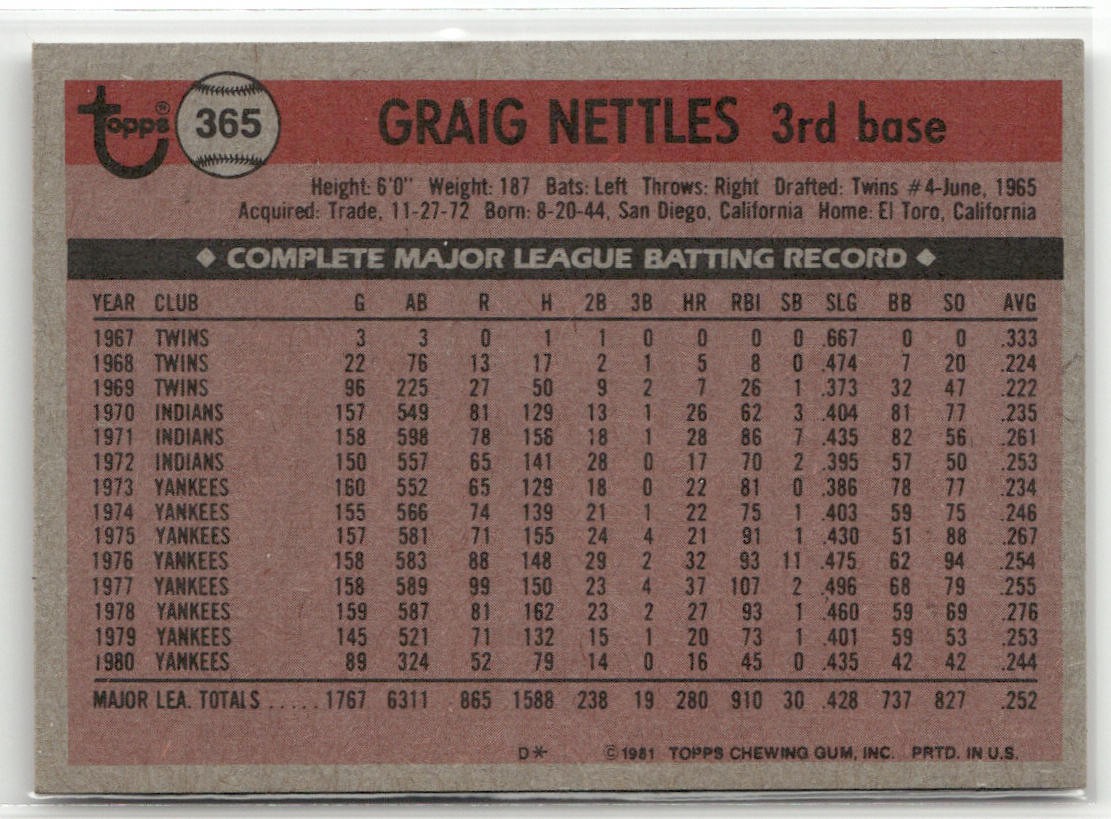 Topps® 365 GRAIG NETTLES 3rd base
Height: 6'0" Weight: 187 Bats: Left Throws: Right Drafted: Twins #4-June, 1965
Acquired: Trade, 11-27-72 Born: 8-20-44, San Diego, California Home: El Toro, California
◆ COMPLETE MAJOR LEAGUE BATTING RECORD ◆
YEAR CLUB G AB R H 2B 3B HR RBI SB SLG BB SO AVG
1967 TWINS 3 3 0 1 1 0 0 0 0 .667 0 0 .333
1968 TWINS 22 76 13 17 2 1 5 8 0 .474 7 20 .224
1969 TWINS 96 225 27 50 9 2 7 26 1 .373 32 47 .222
1970 INDIANS 157 549 81 129 13 1 26 62 3 .404 81 77 .235
1971 INDIANS 158 598 78 156 18 1 28 86 7 .435 82 56 .261
1972 INDIANS 150 557 65 141 28 0 17 70 2 .395 57 50 .253
1973 YANKEES 160 552 65 129 18 0 22 81 0 .386 78 77 .234
1974 YANKEES 155 566 74 139 21 1 22 75 1 .403 59 75 .246
1975 YANKEES 157 581 71 155 24 4 21 91 1 .430 51 88 .267
1976 YANKEES 158 583 88 148 29 2 32 93 11 .475 62 94 .254
1977 YANKEES 158 589 99 150 23 4 37 107 2 .496 68 79 .255
1978 YANKEES 159 587 81 162 23 2 27 93 1 .460 59 69 .276
1979 YANKEES 145 521 71 132 15 1 20 73 1 .401 59 53 .253
1980 YANKEES 89 324 52 79 14 0 16 45 0 .435 42 42 .244
MAJOR LEA. TOTALS ..... 1767 6311 865 1588 238 19 280 910 30 .428 737 827 .252
D* © 1981 TOPPS CHEWING GUM, INC. PRTD. IN U.S.